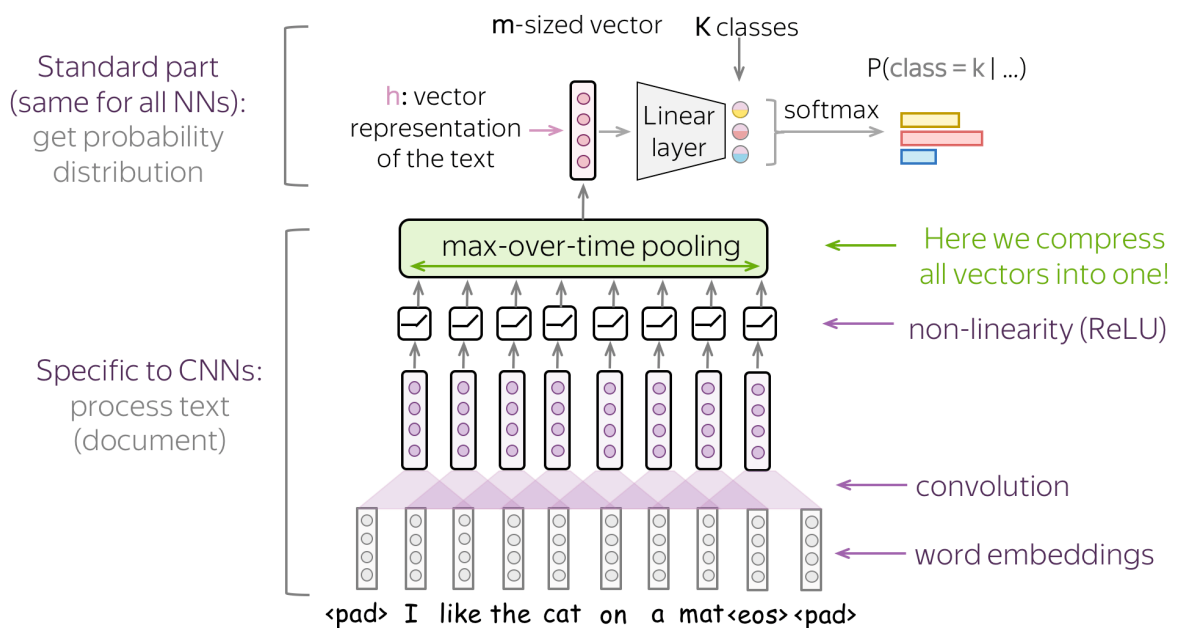 m-sized vector
K classes
Standard part
(same for all NNs):
get probability
distribution
h: vector
representation
of the text
Linear
layer
softmax
P(class = k | ...)
max-over-time pooling
Here we compress
all vectors into one!
non-linearity (ReLU)
Specific to CNNs:
process text
(document)
convolution
word embeddings
<pad> I like the cat on a mat <eos> <pad>